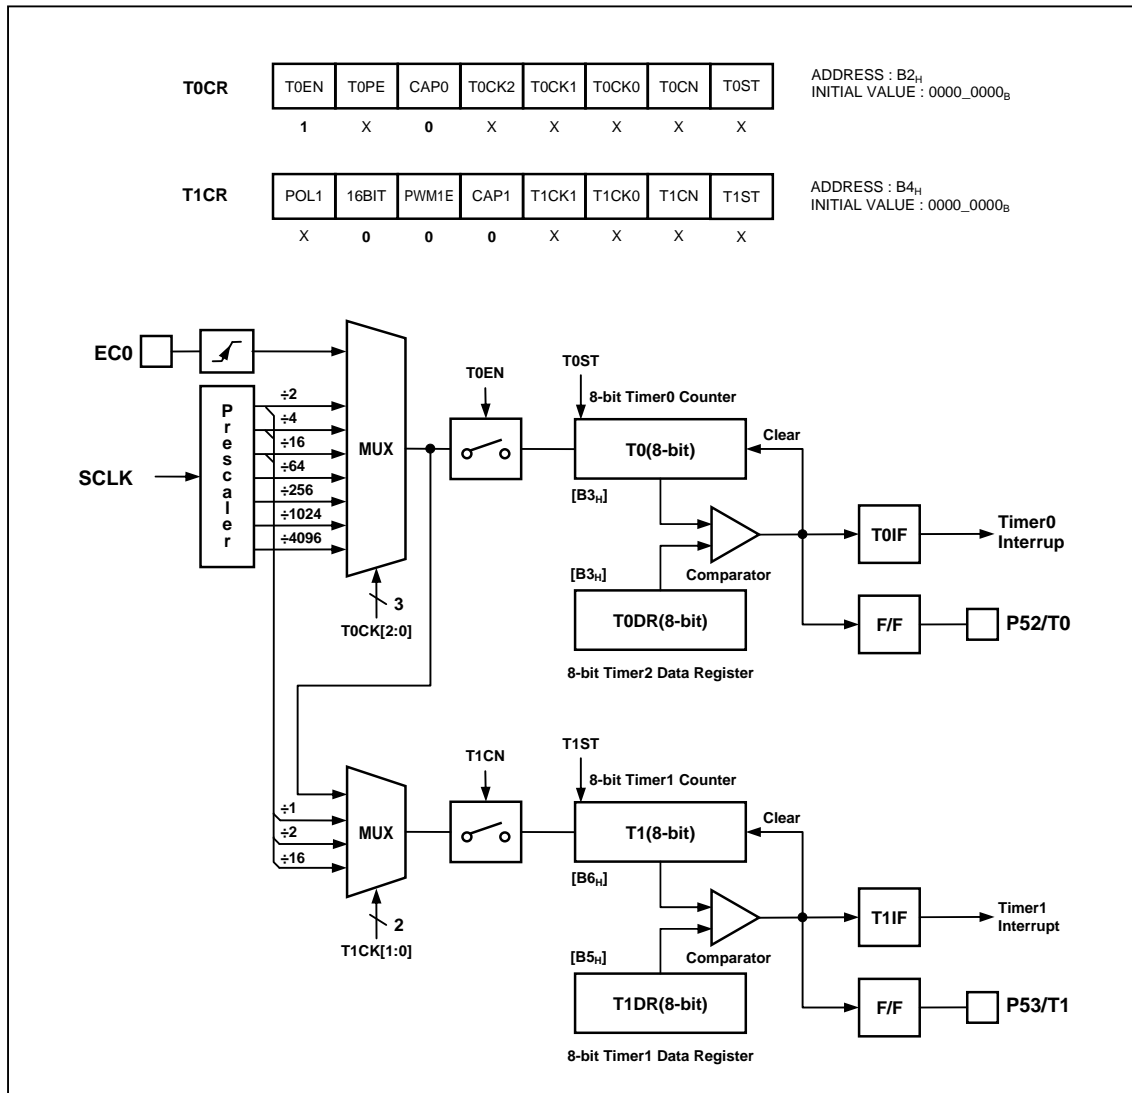 T0CR T0EN T0PE CAP0 T0CK2 T0CK1 T0CK0 T0CN T0ST ADDRESS : B2H
INITIAL VALUE : 0000_0000B
1 X 0 X X X X X
T1CR POL1 16BIT PWM1E CAP1 T1CK1 T1CK0 T1CN T1ST ADDRESS : B4H
INITIAL VALUE : 0000_0000B
X 0 0 0 X X X X
EC0
SCLK
Prescaler
÷2
÷4
÷16
÷64
÷256
÷1024
÷4096
MUX
3
T0CK[2:0]
T0EN
T0ST
8-bit Timer0 Counter
T0(8-bit)
Clear
[B3H]
Comparator
[B3H]
T0DR(8-bit)
8-bit Timer2 Data Register
T0IF
Timer0
Interrup
F/F
P52/T0
÷1
÷2
÷16
MUX
2
T1CK[1:0]
T1CN
T1ST
8-bit Timer1 Counter
T1(8-bit)
Clear
[B6H]
Comparator
[B5H]
T1DR(8-bit)
8-bit Timer1 Data Register
T1IF
Timer1
Interrupt
F/F
P53/T1